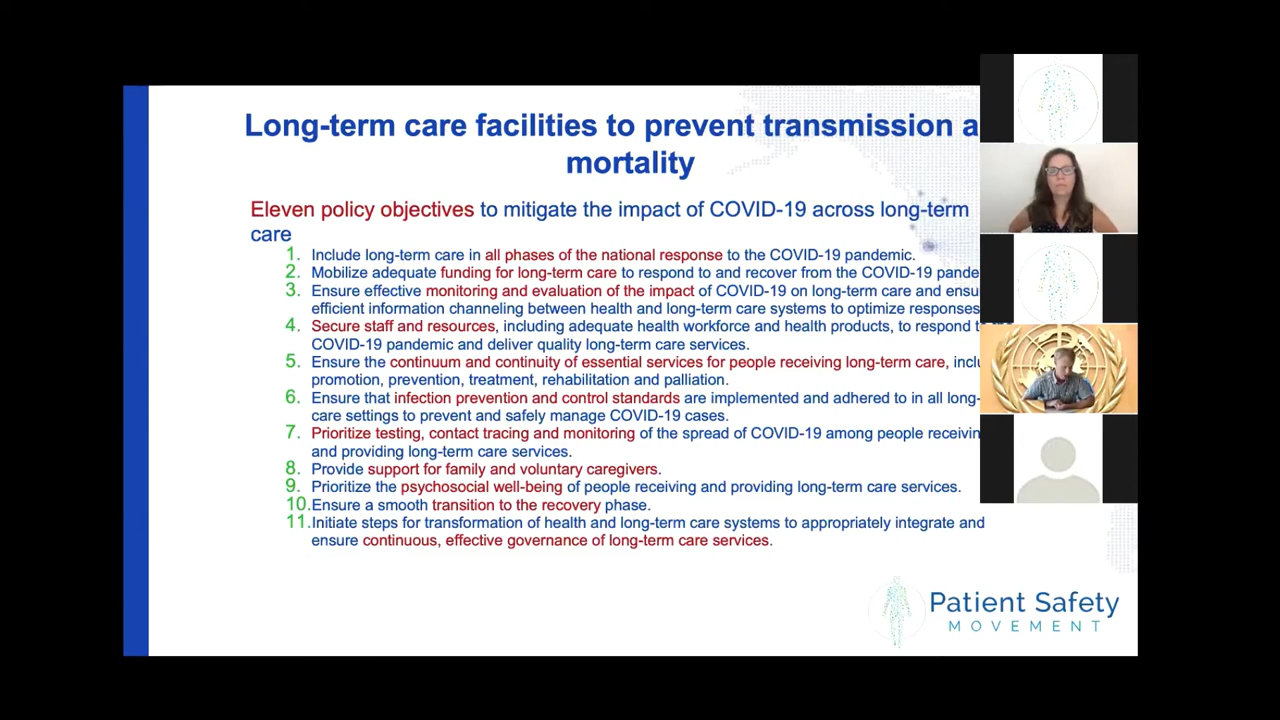 Long-term care facilities to prevent transmission a
mortality
Eleven policy objectives to mitigate the impact of COVID-19 across long-term
care
1. Include long-term care in all phases of the national response to the COVID-19 pandemic.
2. Mobilize adequate funding for long-term care to respond to and recover from the COVID-19 pande
3. Ensure effective monitoring and evaluation of the impact of COVID-19 on long-term care and ensu
efficient information channeling between health and long-term care systems to optimize responses
4. Secure staff and resources, including adequate health workforce and health products, to respond t
COVID-19 pandemic and deliver quality long-term care services.
5. Ensure the continuum and continuity of essential services for people receiving long-term care, inclu
promotion, prevention, treatment, rehabilitation and palliation.
6. Ensure that infection prevention and control standards are implemented and adhered to in all long-
care settings to prevent and safely manage COVID-19 cases.
7. Prioritize testing, contact tracing and monitoring of the spread of COVID-19 among people receivin
and providing long-term care services.
8. Provide support for family and voluntary caregivers.
9. Prioritize the psychosocial well-being of people receiving and providing long-term care services.
10. Ensure a smooth transition to the recovery phase.
11. Initiate steps for transformation of health and long-term care systems to appropriately integrate and
ensure continuous, effective governance of long-term care services.
Patient Safety
MOVEMENT